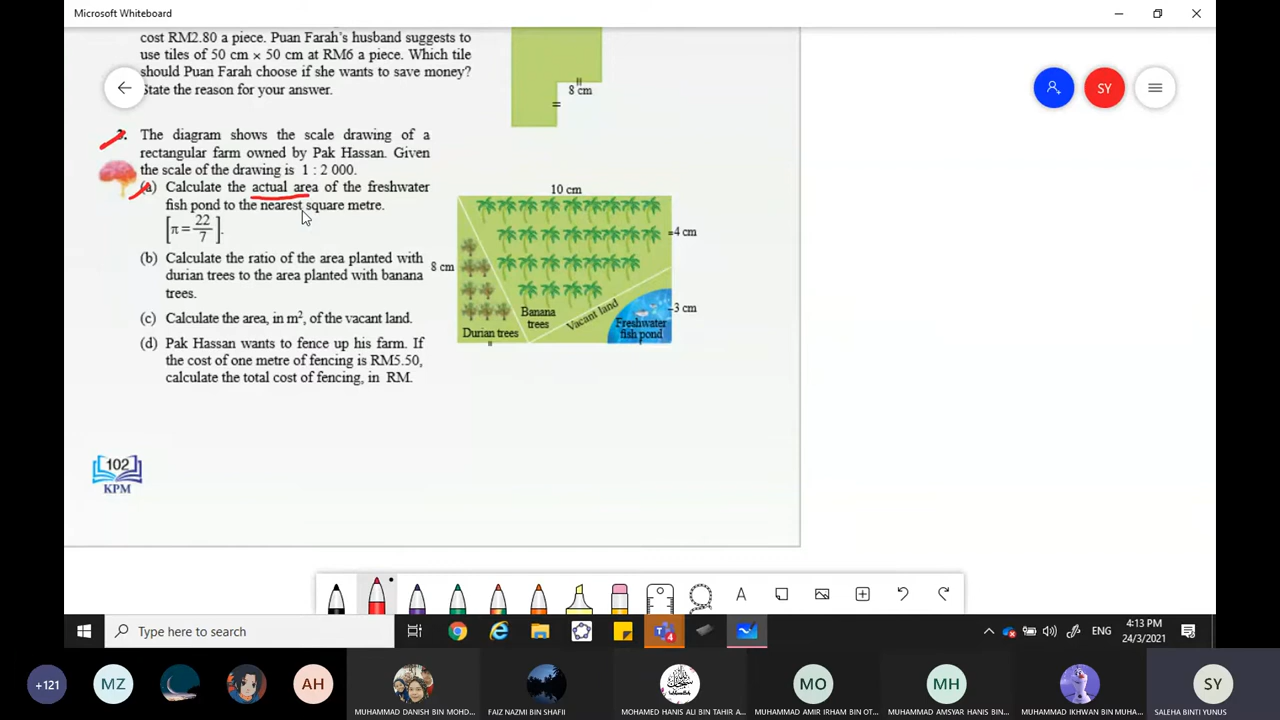 Microsoft Whiteboard
cost RM2.80 a piece. Puan Farah's husband suggests to
use tiles of 50 cm × 50 cm at RM6 a piece. Which tile
should Puan Farah choose if she wants to save money?
State the reason for your answer.
8 cm
The diagram shows the scale drawing of a
rectangular farm owned by Pak Hassan. Given
the scale of the drawing is 1 : 2 000.
(a) Calculate the actual area of the freshwater
fish pond to the nearest square metre.
[π = 22/7].
(b) Calculate the ratio of the area planted with
durian trees to the area planted with banana
trees.
(c) Calculate the area, in m², of the vacant land.
(d) Pak Hassan wants to fence up his farm. If
the cost of one metre of fencing is RM5.50,
calculate the total cost of fencing, in RM.
10 cm
4 cm
8 cm
3 cm
Durian trees
Banana
trees
Vacant land
Freshwater
fish pond
102
KPM
SY
A
Type here to search
4
ENG
4:13 PM
24/3/2021
+121
MZ
AH
MUHAMMAD DANISH BIN MOHD...
FAIZ NAZMI BIN SHAFII
MOHAMED HANIS ALI BIN TAHIR A...
MO
MUHAMMAD AMIR IRHAM BIN OT...
MH
MUHAMMAD AMSYAR HANIS BIN...
MUHAMMAD IKHWAN BIN MUHA...
SY
SALEHA BINTI YUNUS